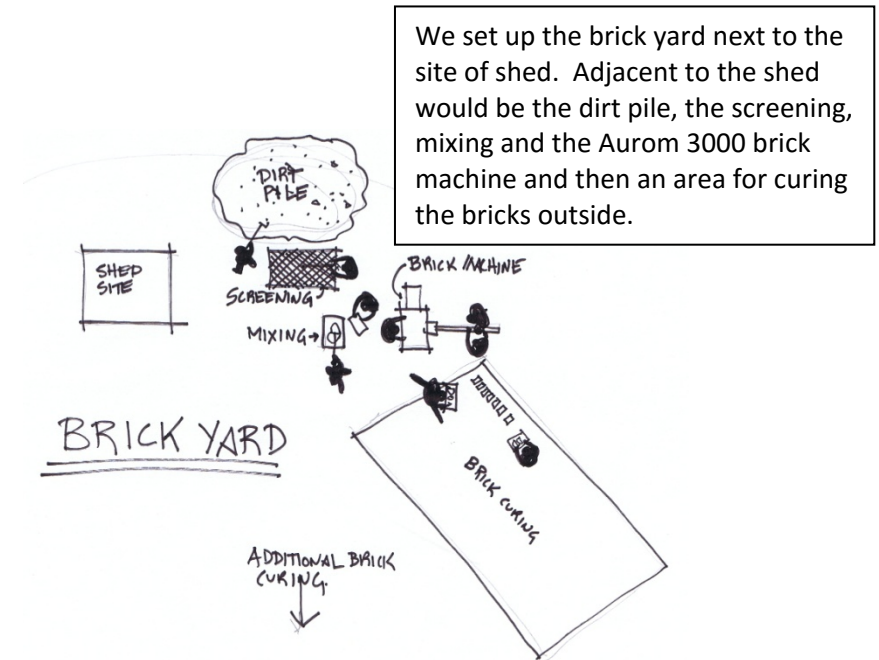 We set up the brick yard next to the
site of shed. Adjacent to the shed
would be the dirt pile, the screening,
mixing and the Aurom 3000 brick
machine and then an area for curing
the bricks outside.
DIRT
PILE
SHED
SITE
BRICK MACHINE
SCREENING
MIXING
BRICK YARD
BRICK CURING
ADDITIONAL BRICK
CURING.